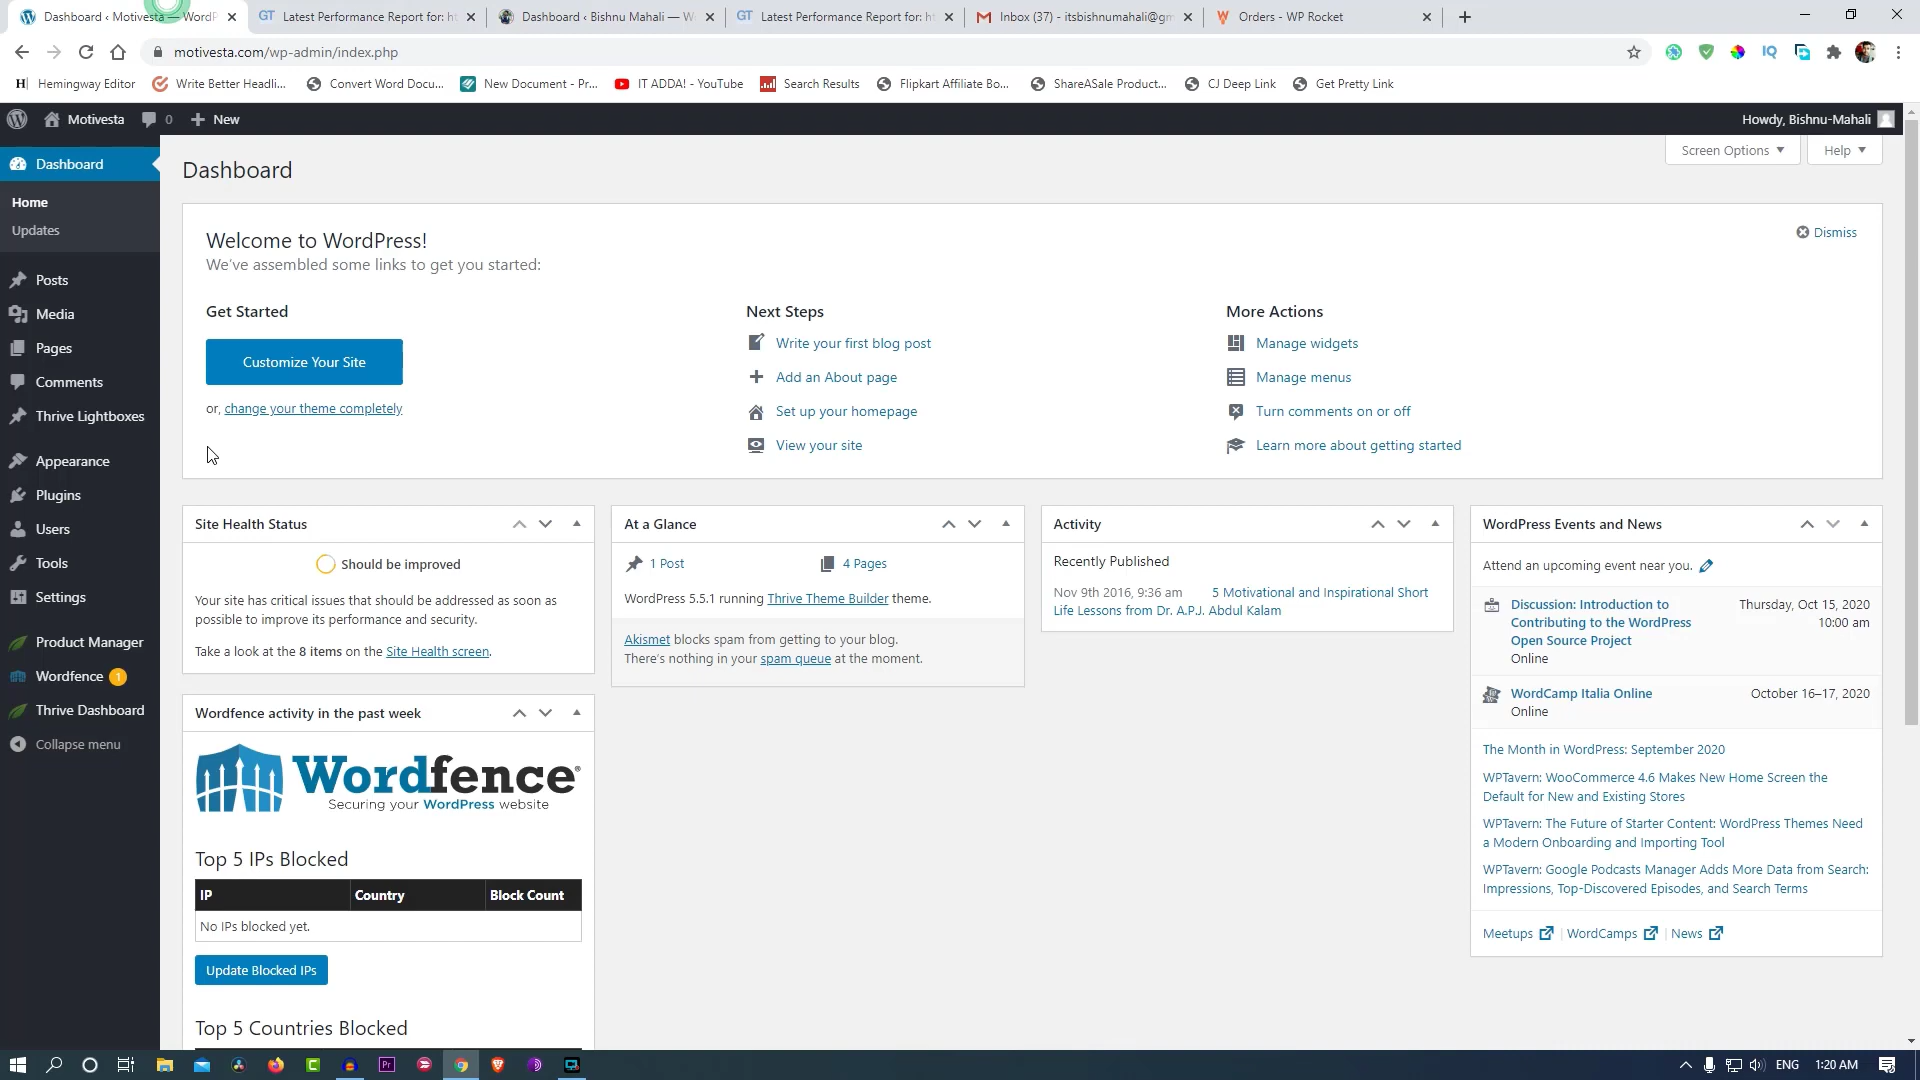 Dashboard ‹ Motivesta — WordP
Latest Performance Report for: ht
Dashboard ‹ Bishnu Mahali — W
Latest Performance Report for: ht
Inbox (37) - itsbishnumahali@gm
Orders - WP Rocket
motivesta.com/wp-admin/index.php
Hemingway Editor
Write Better Headli...
Convert Word Docu...
New Document - Pr...
IT ADDA! - YouTube
Search Results
Flipkart Affiliate Bo...
ShareASale Product...
CJ Deep Link
Get Pretty Link
Motivesta
0
New
Howdy, Bishnu-Mahali
Dashboard
Home
Updates
Posts
Media
Pages
Comments
Thrive Lightboxes
Appearance
Plugins
Users
Tools
Settings
Product Manager
Wordfence 1
Thrive Dashboard
Collapse menu
Screen Options
Help
Dashboard
Welcome to WordPress!
We've assembled some links to get you started:
Dismiss
Get Started
Customize Your Site
or, change your theme completely
Next Steps
Write your first blog post
Add an About page
Set up your homepage
View your site
More Actions
Manage widgets
Manage menus
Turn comments on or off
Learn more about getting started
Site Health Status
Should be improved
Your site has critical issues that should be addressed as soon as
possible to improve its performance and security.
Take a look at the 8 items on the Site Health screen.
Wordfence activity in the past week
Wordfence®
Securing your WordPress website
Top 5 IPs Blocked
IP Country Block Count
No IPs blocked yet.
Update Blocked IPs
Top 5 Countries Blocked
At a Glance
1 Post
4 Pages
WordPress 5.5.1 running Thrive Theme Builder theme.
Akismet blocks spam from getting to your blog.
There's nothing in your spam queue at the moment.
Activity
Recently Published
Nov 9th 2016, 9:36 am 5 Motivational and Inspirational Short
Life Lessons from Dr. A.P.J. Abdul Kalam
WordPress Events and News
Attend an upcoming event near you.
Discussion: Introduction to
Contributing to the WordPress
Open Source Project
Online
Thursday, Oct 15, 2020
10:00 am
WordCamp Italia Online
Online
October 16–17, 2020
The Month in WordPress: September 2020
WPTavern: WooCommerce 4.6 Makes New Home Screen the
Default for New and Existing Stores
WPTavern: The Future of Starter Content: WordPress Themes Need
a Modern Onboarding and Importing Tool
WPTavern: Google Podcasts Manager Adds More Data from Search:
Impressions, Top-Discovered Episodes, and Search Terms
Meetups | WordCamps | News
ENG
1:20 AM